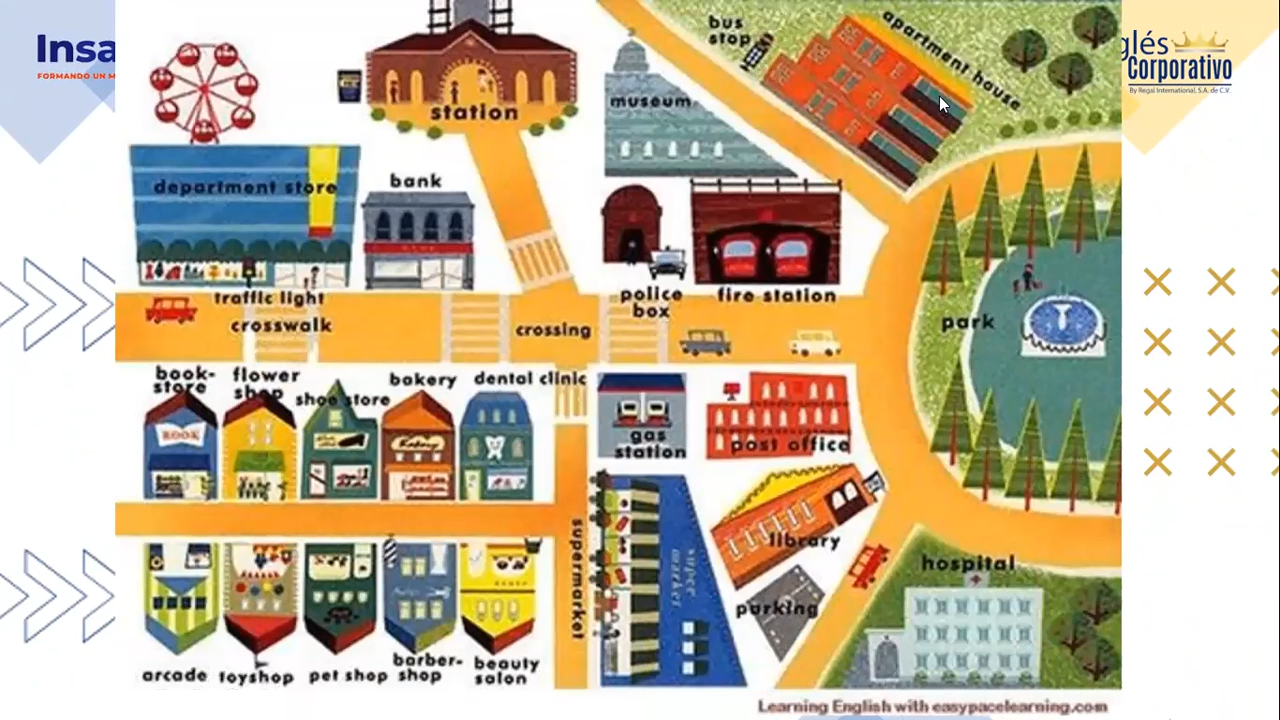 Insa
FORMANDO UN M
glés
Corporativo
By Regal International, S.A. de C.V.
bus
stop
apartment house
museum
station
department store
bank
traffic light
crosswalk
crossing
police
box
fire station
park
book-
store
flower
shop
shoe store
bakery
dental clinic
BOOK
Bakery
gas
station
post office
supermarket
super
market
library
parking
hospital
arcade
toyshop
pet shop
barber-
shop
beauty
salon
Learning English with easypacelearning.com